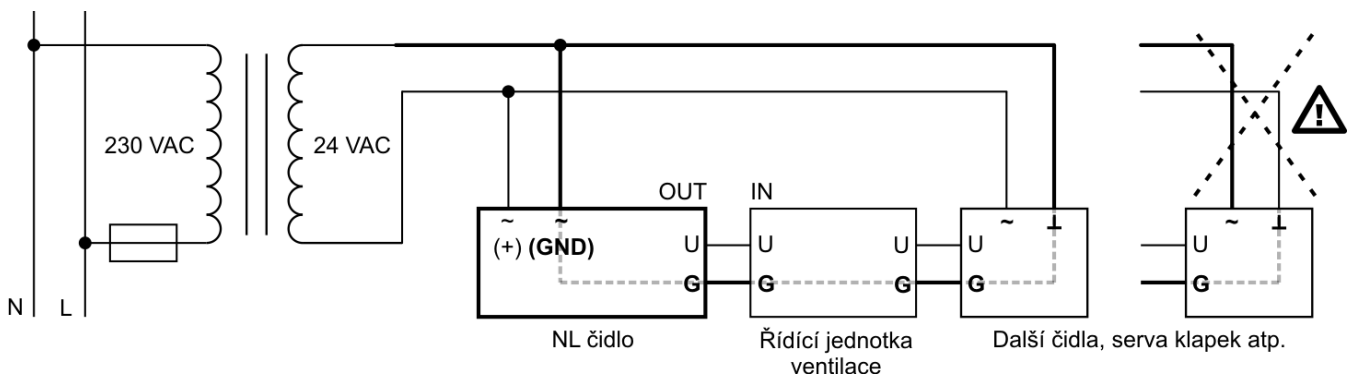 230 VAC
24 VAC
OUT
IN
~
~
~
⊥
~
⊥
(+) (GND)
U
U
U
U
U
G
G
G
G
G
N
L
NL čidlo
Řídící jednotka
ventilace
Další čidla, serva klapek atp.